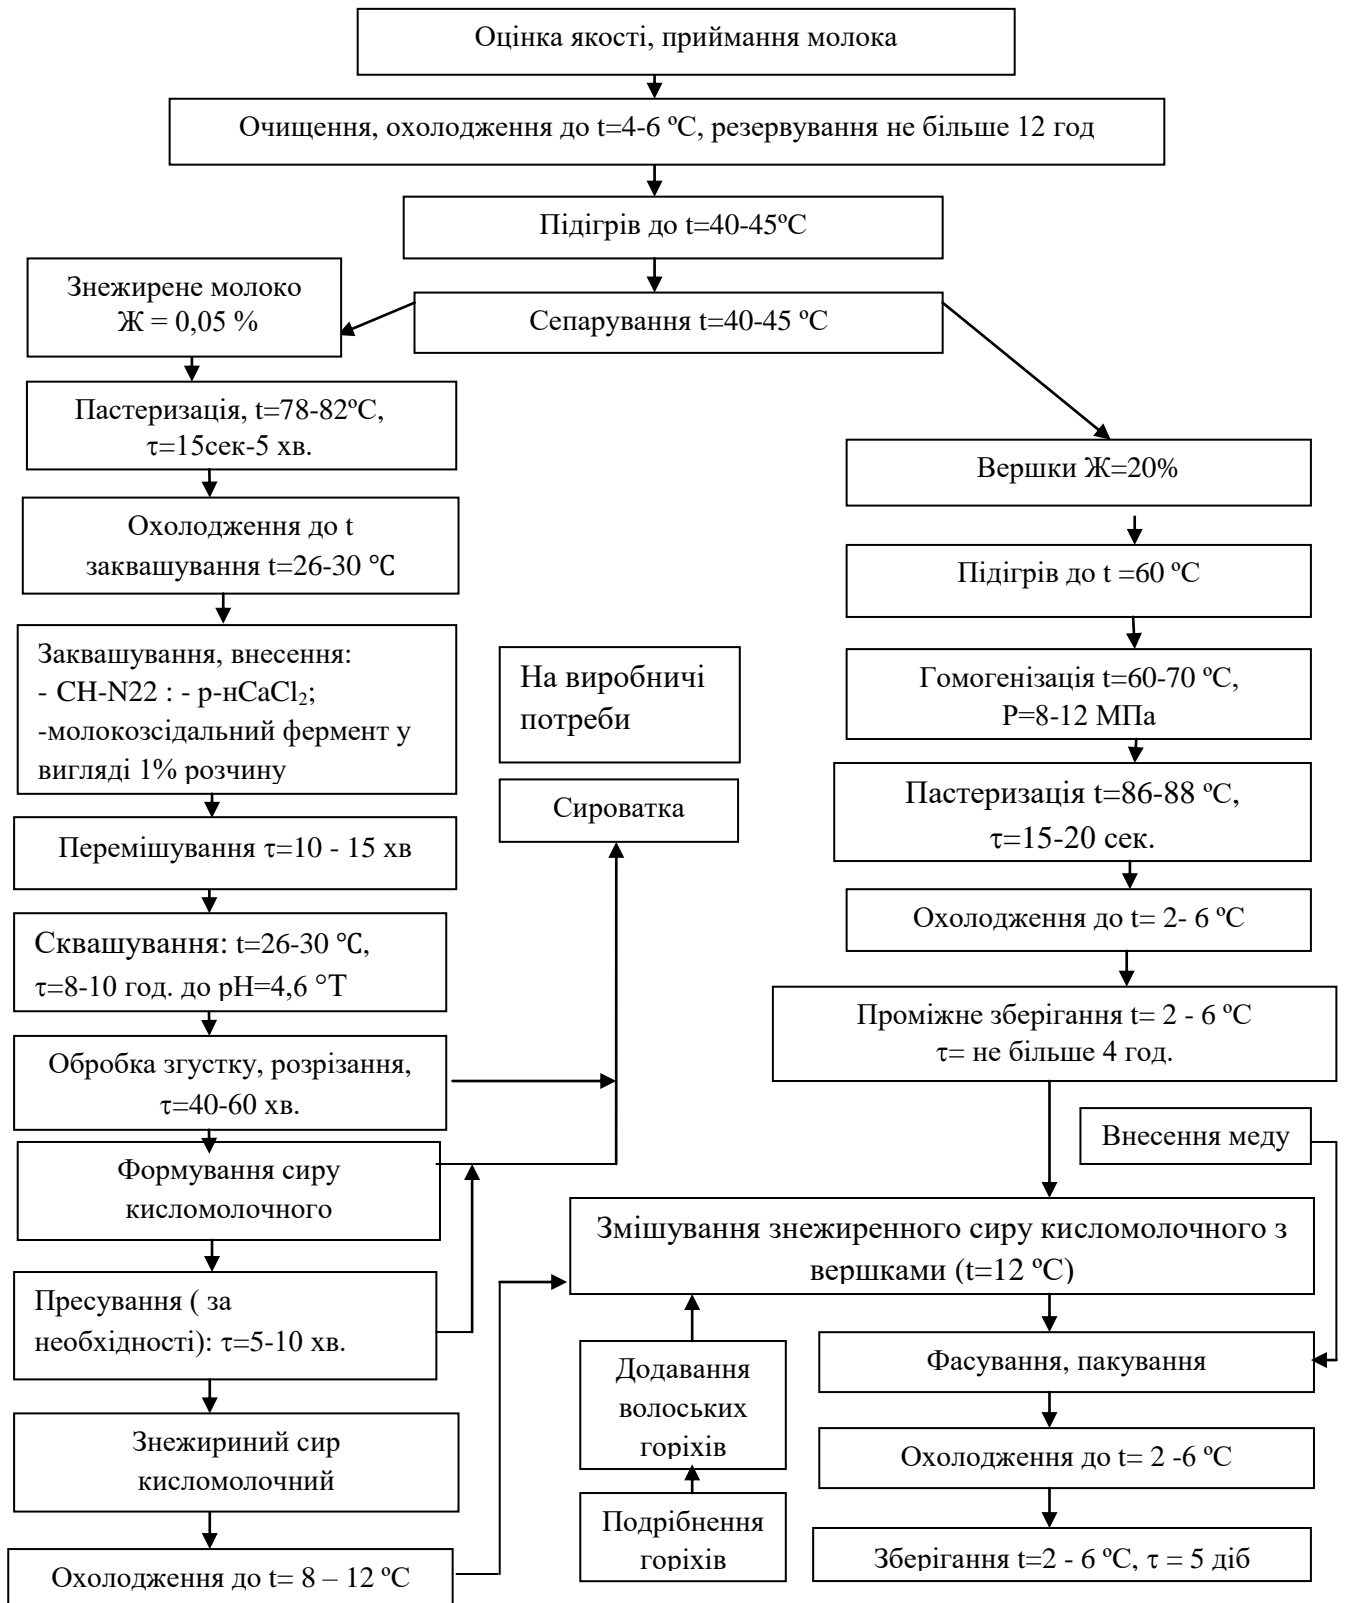 Оцінка якості, приймання молока
Очищення, охолодження до t=4-6 ºС, резервування не більше 12 год
Підігрів до t=40-45ºС
Знежирене молоко
Ж = 0,05 %
Сепарування t=40-45 ºС
Пастеризація, t=78-82ºС,
τ=15сек-5 хв.
Охолодження до t
заквашування t=26-30 °С
Заквашування, внесення:
- CH-N22 : - р-нCaCl₂;
-молокозсідальний фермент у
вигляді 1% розчину
Перемішування τ=10 - 15 хв
Сквашування: t=26-30 °С,
τ=8-10 год. до рН=4,6 °Т
Обробка згустку, розрізання,
τ=40-60 хв.
Формування сиру
кисломолочного
Пресування ( за
необхідності): τ=5-10 хв.
Знежириний сир
кисломолочний
Охолодження до t= 8 – 12 ºС
На виробничі
потреби
Сироватка
Вершки Ж=20%
Підігрів до t =60 ºС
Гомогенізація t=60-70 ºС,
Р=8-12 МПа
Пастеризація t=86-88 ºС,
τ=15-20 сек.
Охолодження до t= 2- 6 ºС
Проміжне зберігання t= 2 - 6 ºС
τ= не більше 4 год.
Внесення меду
Змішування знежиренного сиру кисломолочного з
вершками (t=12 ºС)
Додавання
волоських
горіхів
Подрібнення
горіхів
Фасування, пакування
Охолодження до t= 2 -6 ºС
Зберігання t=2 - 6 ºС, τ = 5 діб